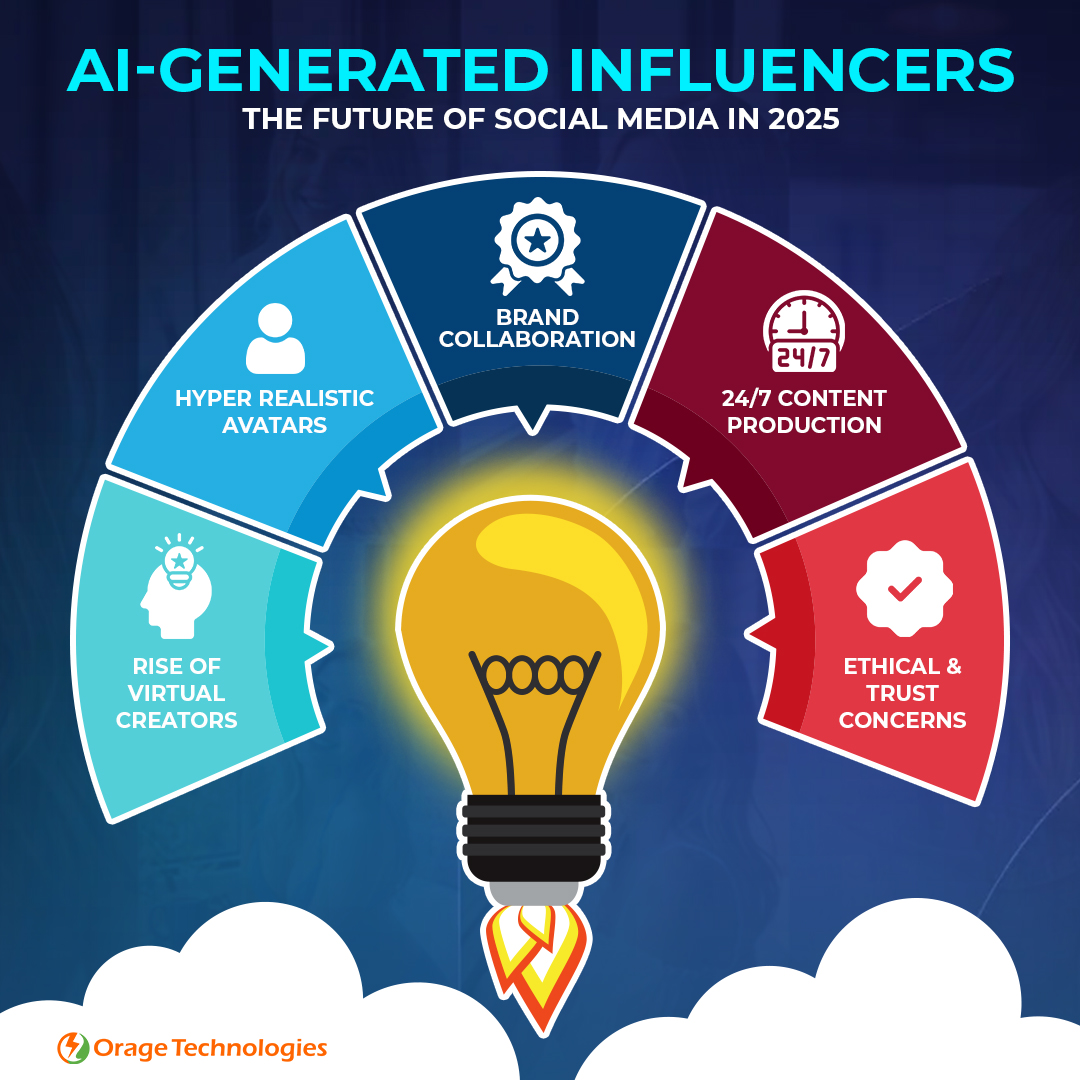 AI-GENERATED INFLUENCERS
THE FUTURE OF SOCIAL MEDIA IN 2025
RISE OF
VIRTUAL
CREATORS
HYPER REALISTIC
AVATARS
BRAND
COLLABORATION
24/7
24/7 CONTENT
PRODUCTION
ETHICAL &
TRUST
CONCERNS
Orage Technologies